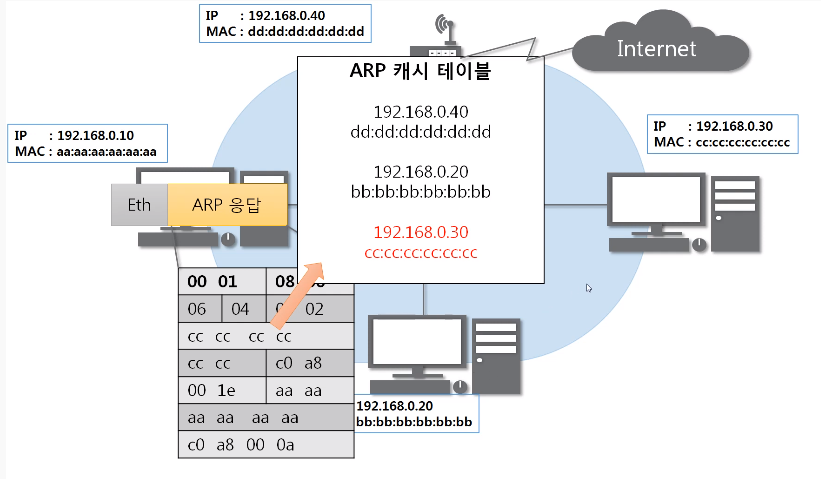 IP : 192.168.0.40
MAC : dd:dd:dd:dd:dd:dd
Internet
ARP 캐시 테이블
192.168.0.40
dd:dd:dd:dd:dd:dd
192.168.0.20
bb:bb:bb:bb:bb:bb
192.168.0.30
cc:cc:cc:cc:cc:cc
IP : 192.168.0.10
MAC : aa:aa:aa:aa:aa:aa
IP : 192.168.0.30
MAC : cc:cc:cc:cc:cc:cc
Eth ARP 응답
00 01 08
06 04 02
cc cc cc cc
cc cc c0 a8
00 1e aa aa
aa aa aa aa
c0 a8 00 0a
192.168.0.20
bb:bb:bb:bb:bb:bb